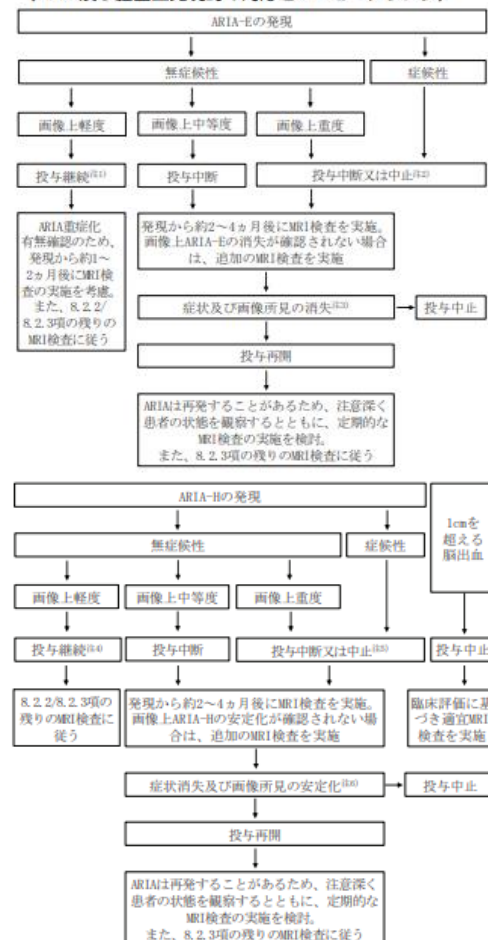 ARIA-Eの発現
無症候性
症候性
画像上軽度
画像上中等度
画像上重度
投与継続(注1)
投与中断
投与中断又は中止(注2)
ARIA重症化
有無確認のため、
発現から約1～
2ヵ月後にMRI検
査の実施を考慮。
また、8.2.2/
8.2.3項の残りの
MRI検査に従う
発現から約2～4ヵ月後にMRI検査を実施。
画像上ARIA-Eの消失が確認されない場合
は、追加のMRI検査を実施
症状及び画像所見の消失(注3)
投与中止
投与再開
ARIAは再発することがあるため、注意深く
患者の状態を観察するとともに、定期的な
MRI検査の実施を検討。
また、8.2.3項の残りのMRI検査に従う
ARIA-Hの発現
1cmを
超える
脳出血
無症候性
症候性
画像上軽度
画像上中等度
画像上重度
投与継続(注4)
投与中断
投与中断又は中止(注5)
投与中止
8.2.2/8.2.3項の
残りのMRI検査に
従う
発現から約2～4ヵ月後にMRI検査を実施。
画像上ARIA-Hの安定化が確認されない場
合は、追加のMRI検査を実施
臨床評価に基
づき適宜MRI
検査を実施
症状消失及び画像所見の安定化(注6)
投与中止
投与再開
ARIAは再発することがあるため、注意深く
患者の状態を観察するとともに、定期的な
MRI検査の実施を検討。
また、8.2.3項の残りのMRI検査に従う